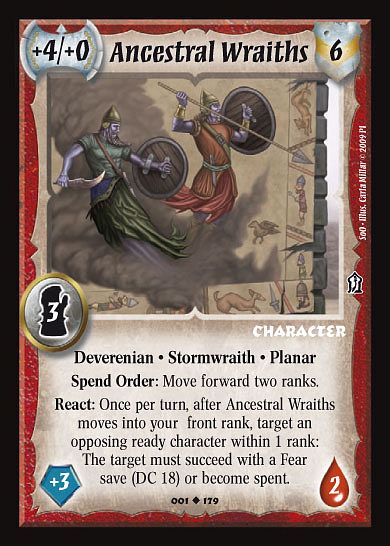 +4/+0 Ancestral Wraiths 6
SoO • Illus. Carla Millar © 2009 PI
3
CHARACTER
Deverenian • Stormwraith • Planar
Spend Order: Move forward two ranks.
React: Once per turn, after Ancestral Wraiths
moves into your front rank, target an
opposing ready character within 1 rank:
The target must succeed with a Fear
save (DC 18) or become spent.
+3
001 ◆ 179
2